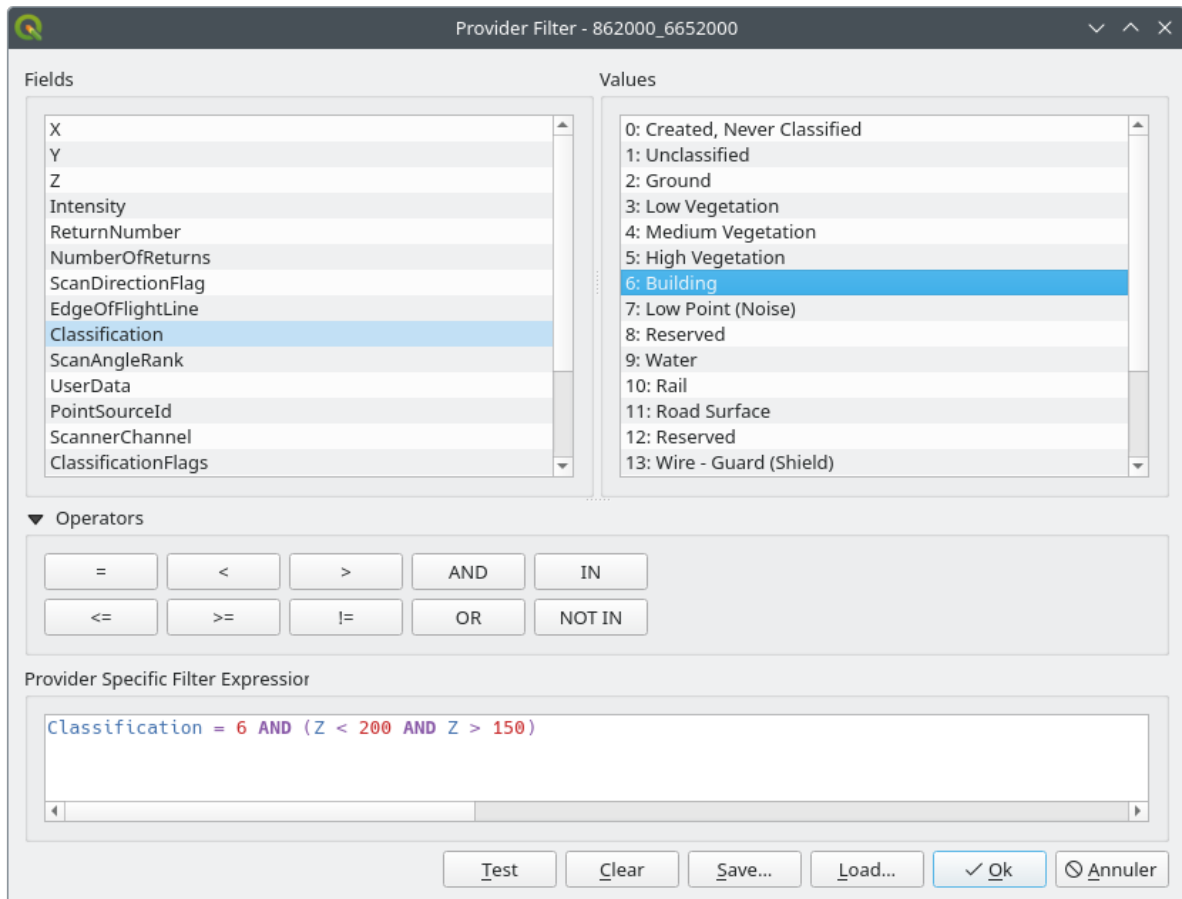 Provider Filter - 862000_6652000
Fields
X
Y
Z
Intensity
ReturnNumber
NumberOfReturns
ScanDirectionFlag
EdgeOfFlightLine
Classification
ScanAngleRank
UserData
PointSourceId
ScannerChannel
ClassificationFlags
Values
0: Created, Never Classified
1: Unclassified
2: Ground
3: Low Vegetation
4: Medium Vegetation
5: High Vegetation
6: Building
7: Low Point (Noise)
8: Reserved
9: Water
10: Rail
11: Road Surface
12: Reserved
13: Wire - Guard (Shield)
Operators
= < > AND IN
<= >= != OR NOT IN
Provider Specific Filter Expression
Classification = 6 AND (Z < 200 AND Z > 150)
Test Clear Save... Load... Ok Annuler